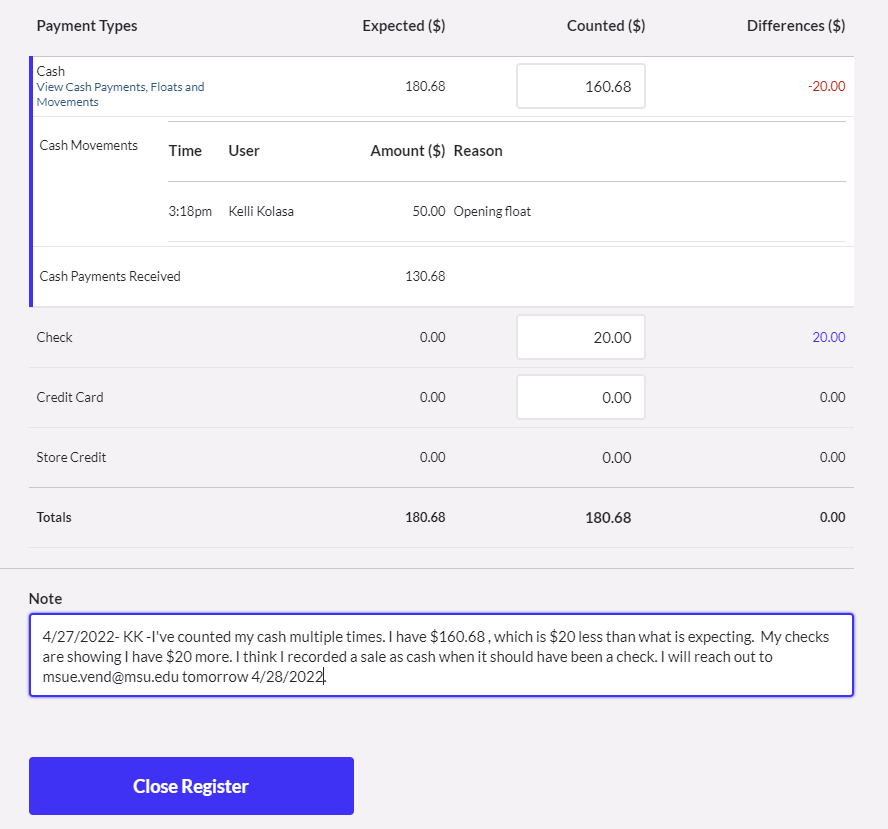 Payment Types Expected ($) Counted ($) Differences ($)
Cash
View Cash Payments, Floats and
Movements
180.68 160.68 -20.00
Cash Movements
Time User Amount ($) Reason
3:18pm Kelli Kolasa 50.00 Opening float
Cash Payments Received 130.68
Check 0.00 20.00 20.00
Credit Card 0.00 0.00 0.00
Store Credit 0.00 0.00 0.00
Totals 180.68 180.68 0.00
Note
4/27/2022- KK -I've counted my cash multiple times. I have $160.68 , which is $20 less than what is expecting.  My checks
are showing I have $20 more. I think I recorded a sale as cash when it should have been a check. I will reach out to
msue.vend@msu.edu tomorrow 4/28/2022.
Close Register